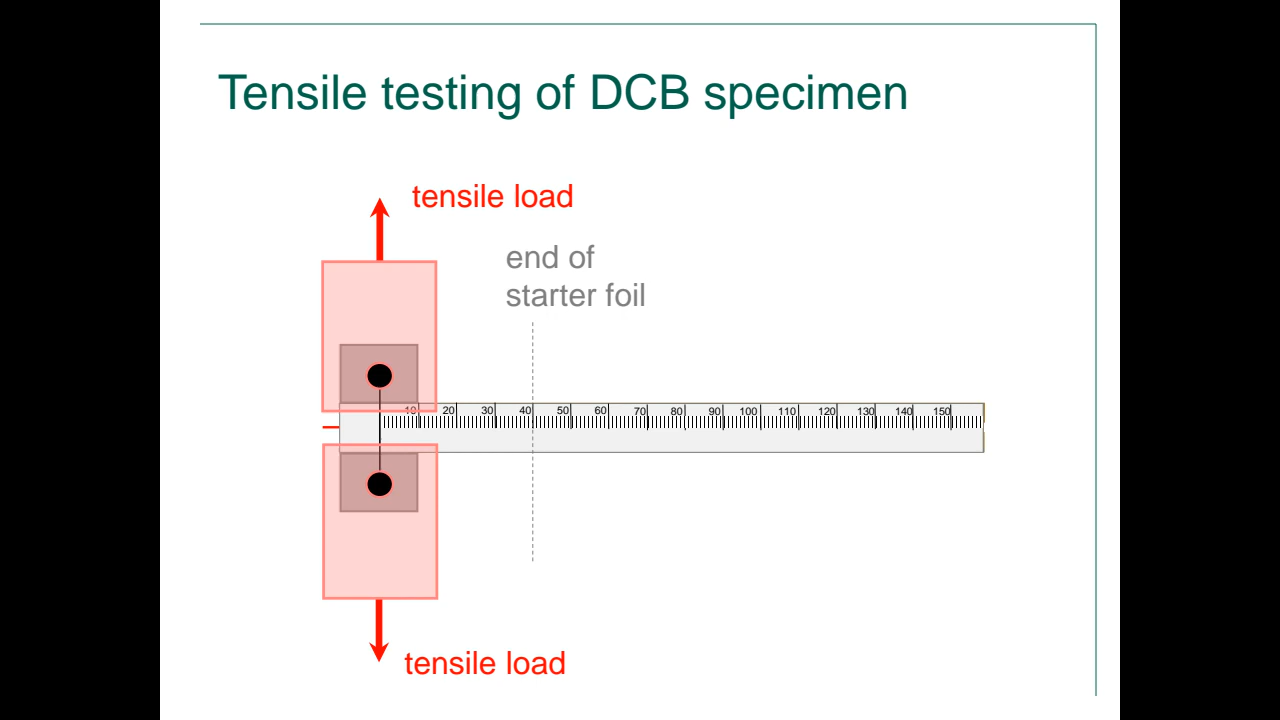 Tensile testing of DCB specimen
tensile load
end of
starter foil
10 20 30 40 50 60 70 80 90 100 110 120 130 140 150
tensile load